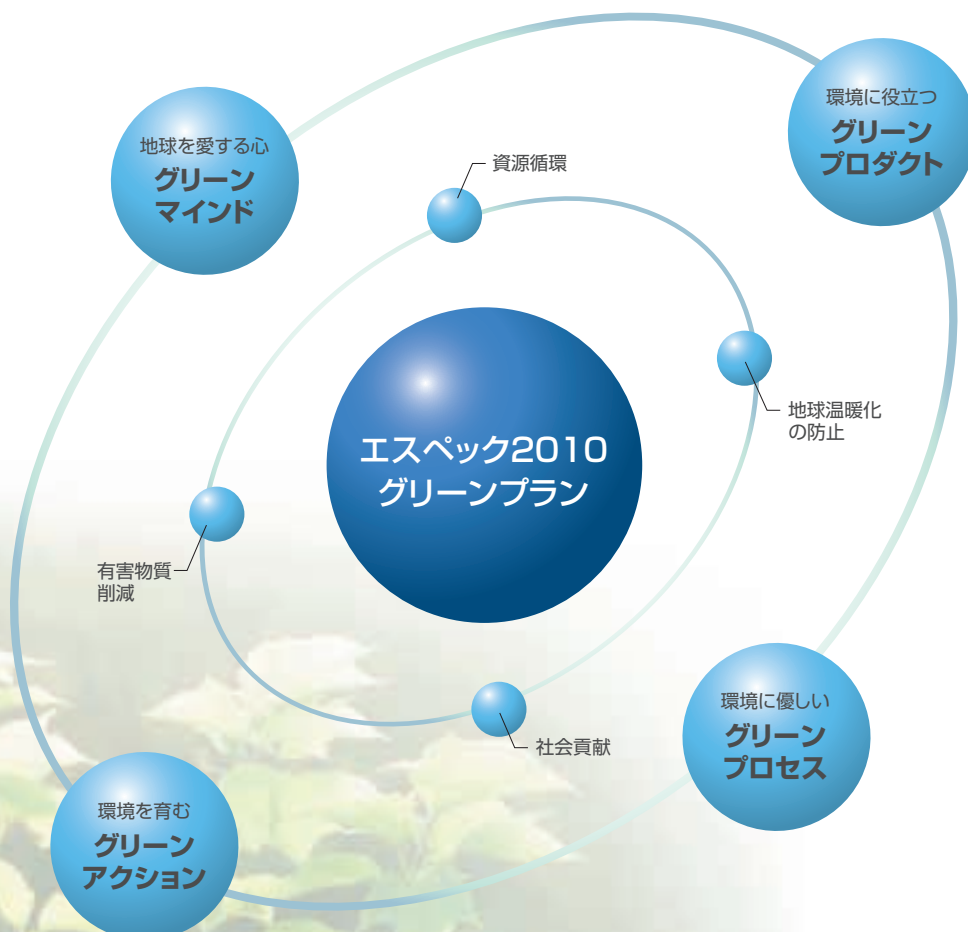 環境に役立つ
グリーン
プロダクト
地球を愛する心
グリーン
マインド
資源循環
地球温暖化
の防止
エスペック2010
グリーンプラン
有害物質
削減
環境に優しい
グリーン
プロセス
社会貢献
環境を育む
グリーン
アクション